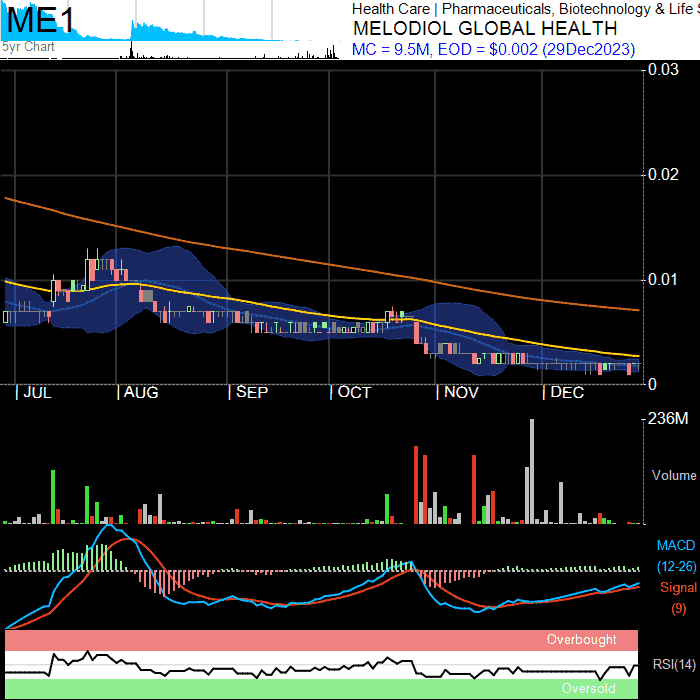 ME1
5yr Chart
Health Care | Pharmaceuticals, Biotechnology & Life S
MELODIOL GLOBAL HEALTH
MC = 9.5M, EOD = $0.002 (29Dec2023)
0.03
0.02
0.01
0
| JUL | AUG | SEP | OCT | NOV | DEC
236M
Volume
MACD
(12-26)
Signal
(9)
Overbought
RSI(14)
Oversold